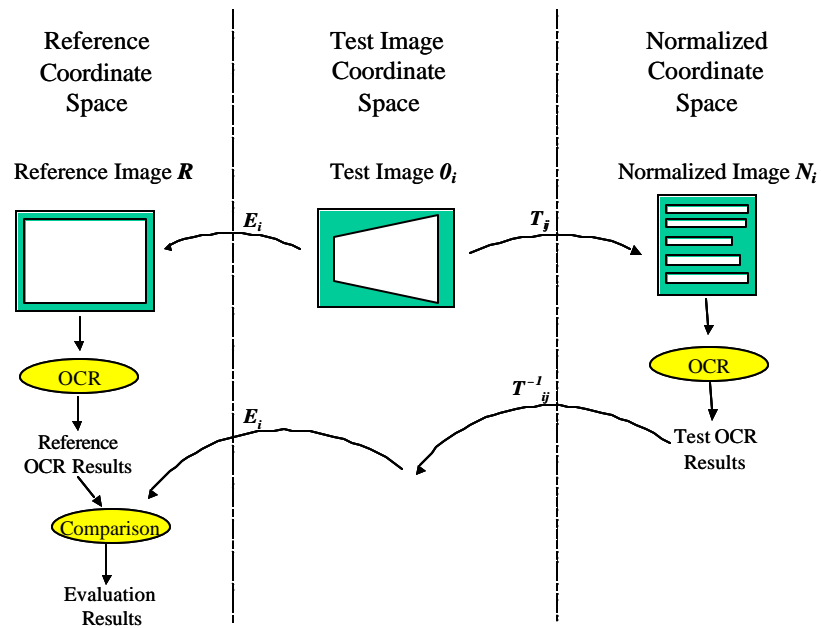 Reference
Coordinate
Space
Test Image
Coordinate
Space
Normalized
Coordinate
Space
Reference Image R
Test Image 0i
Normalized Image Ni
Ei
Tij
OCR
OCR
Ei
T-1ij
Reference
OCR Results
Test OCR
Results
Comparison
Evaluation
Results